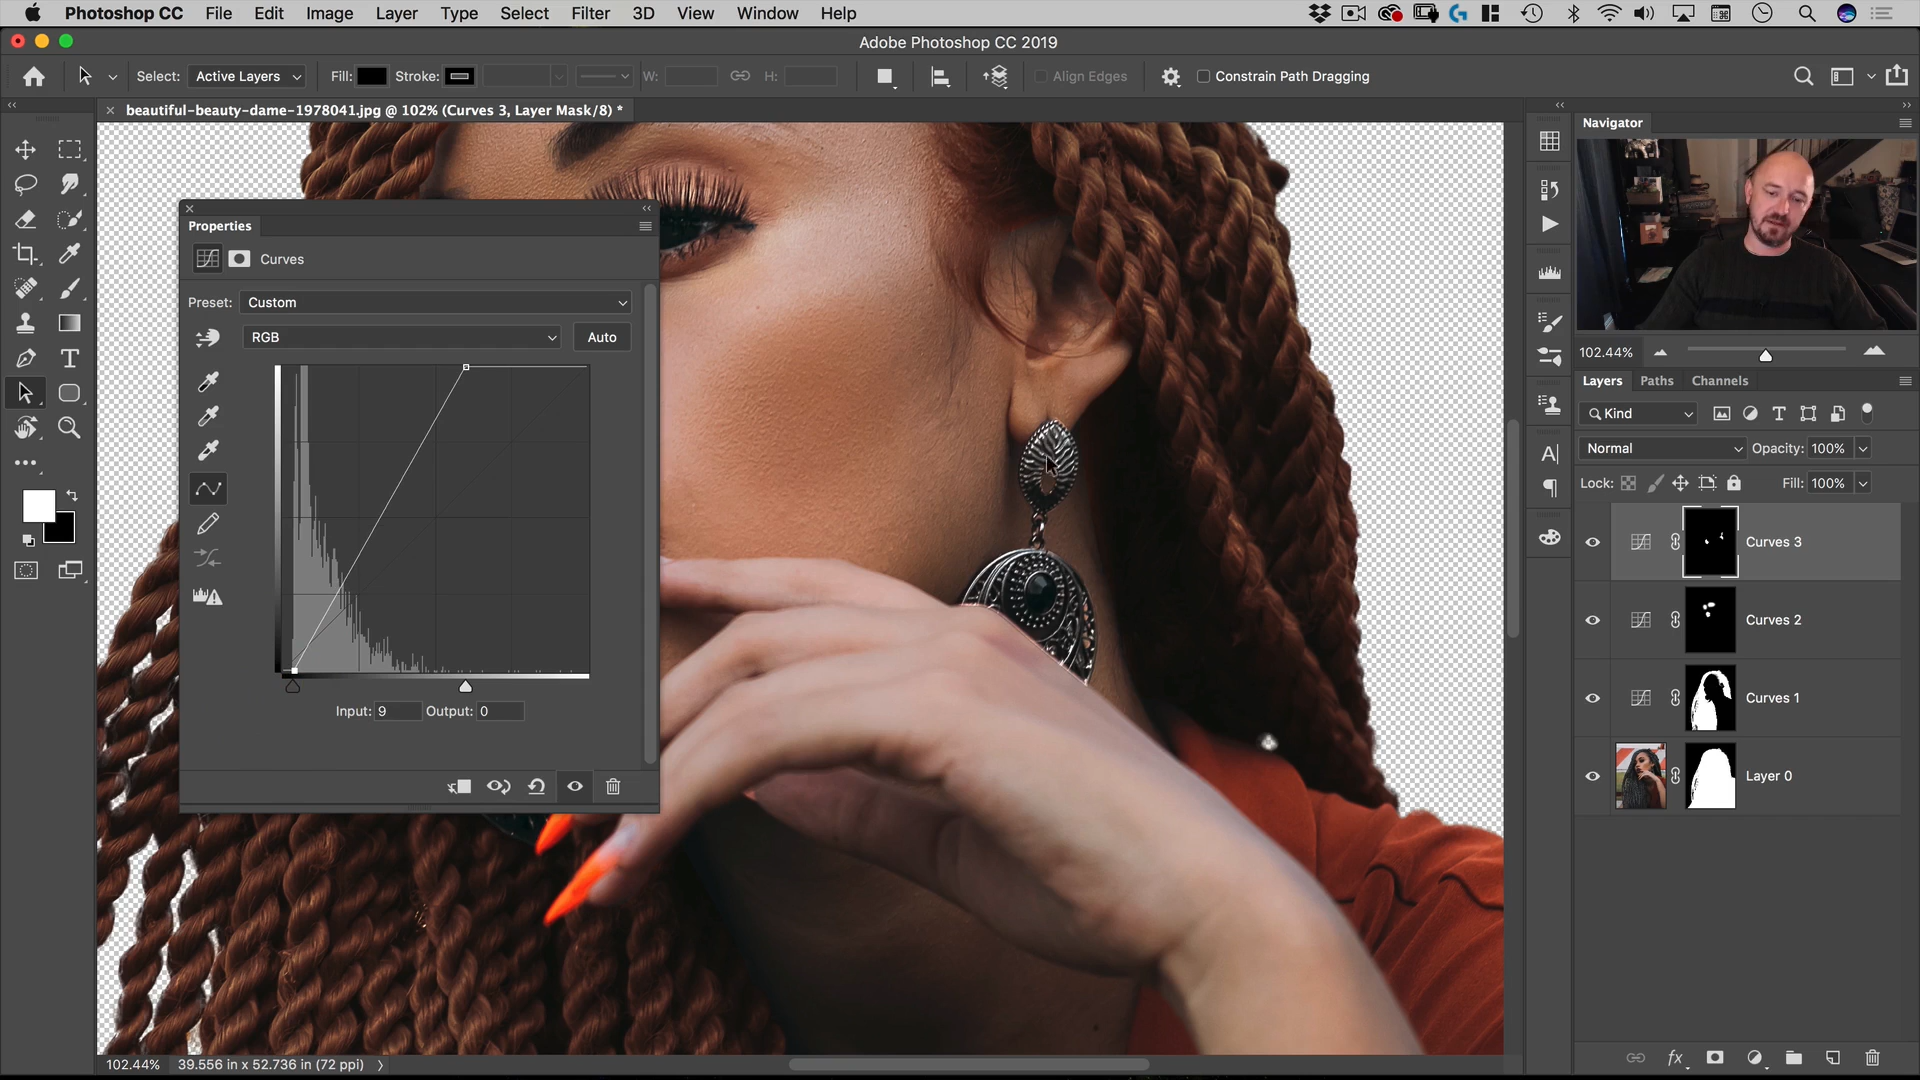 Photoshop CC File Edit Image Layer Type Select Filter 3D View Window Help
Adobe Photoshop CC 2019
Select: Active Layers Fill: Stroke: W: H: Align Edges Constrain Path Dragging
beautiful-beauty-dame-1978041.jpg @ 102% (Curves 3, Layer Mask/8) *
Properties
Curves
Preset: Custom
RGB Auto
Input: 9 Output: 0
Navigator
102.44%
Layers Paths Channels
Kind
Normal Opacity: 100%
Lock: Fill: 100%
Curves 3
Curves 2
Curves 1
Layer 0
fx
102.44% 39.556 in x 52.736 in (72 ppi)